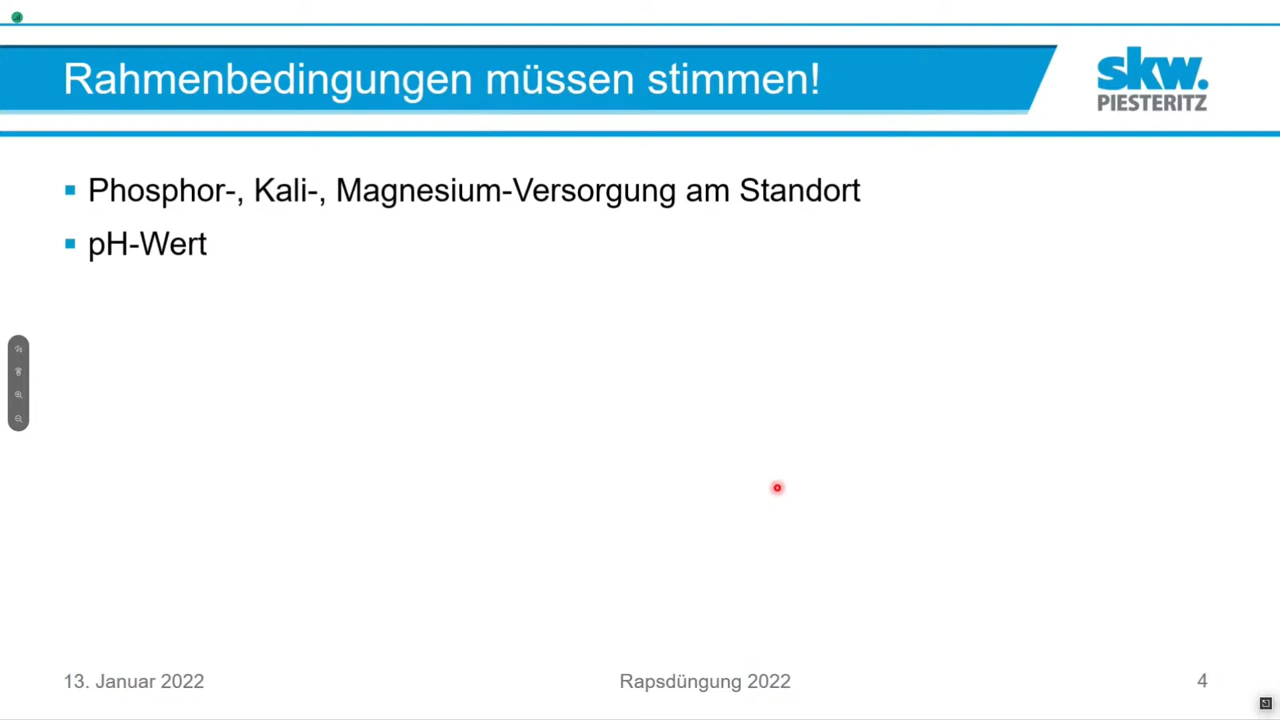 Rahmenbedingungen müssen stimmen!
skw.
PIESTERITZ
Phosphor-, Kali-, Magnesium-Versorgung am Standort
pH-Wert
13. Januar 2022
Rapsdüngung 2022
4